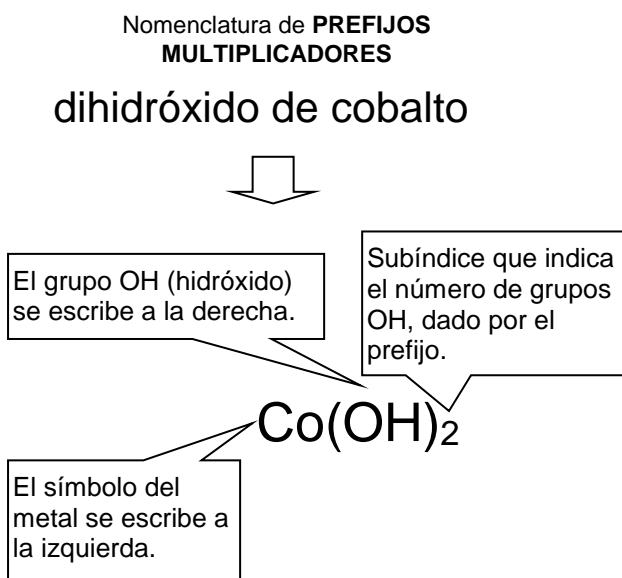 Nomenclatura de PREFIJOS
MULTIPLICADORES
dihidróxido de cobalto
El grupo OH (hidróxido)
se escribe a la derecha.
Subíndice que indica
el número de grupos
OH, dado por el
prefijo.
Co(OH)2
El símbolo del
metal se escribe a
la izquierda.